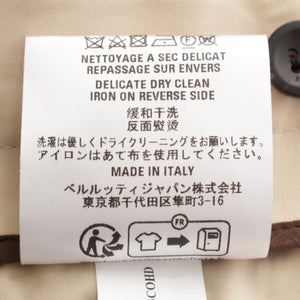 NETTOYAGE A SEC DELICAT
REPASSAGE SUR ENVERS
DELICATE DRY CLEAN
IRON ON REVERSE SIDE
缓和干洗
反面熨烫
洗濯は優しくドライクリーニングをお願いします。
アイロンはあて布を使用してください。
MADE IN ITALY
ベルルッティジャパン株式会社
東京都千代田区隼町3-16
FR